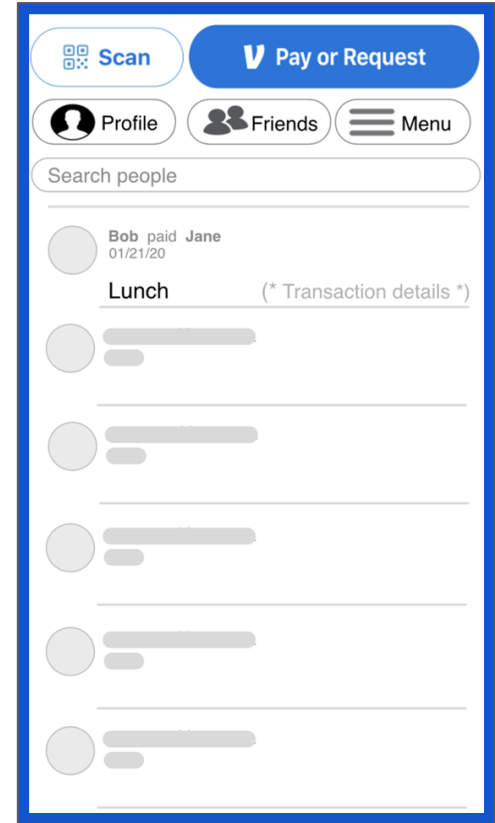 Scan
Pay or Request
Profile
Friends
Menu
Search people
Bob paid Jane
01/21/20
Lunch (* Transaction details *)